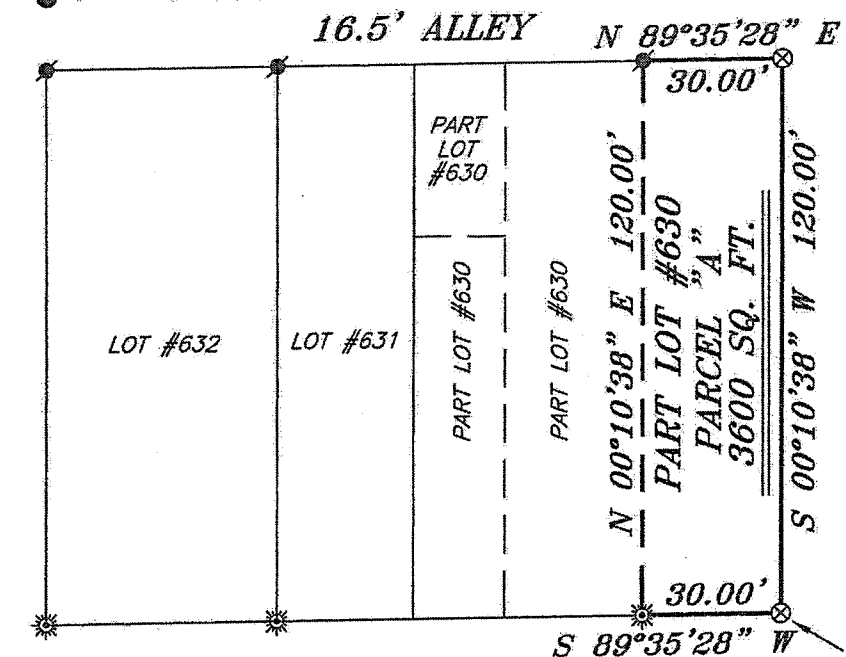 16.5' ALLEY
N 89°35'28" E
30.00'
PART
LOT
#630
LOT #632
LOT #631
PART LOT #630
PART LOT #630
N 00°10'38" E 120.00'
PART LOT #630
PARCEL "A"
3600 SQ. FT.
S 00°10'38" W 120.00'
30.00'
S 89°35'28" W